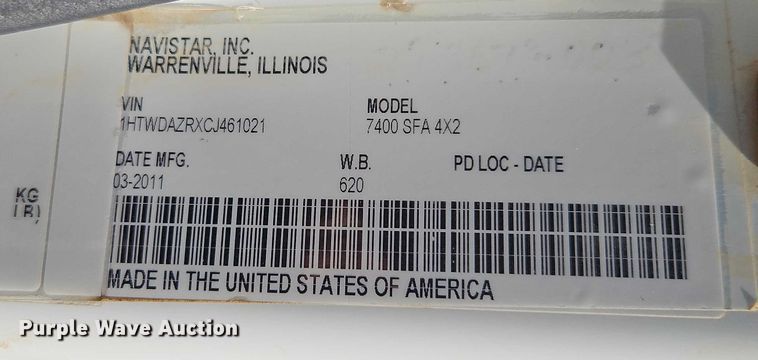 NAVISTAR, INC.
WARRENVILLE, ILLINOIS
VIN MODEL
1HTWDAZRXCJ461021 7400 SFA 4X2
DATE MFG. W.B. PD LOC - DATE
03-2011 620
KG
(LB)
MADE IN THE UNITED STATES OF AMERICA
Purple Wave Auction